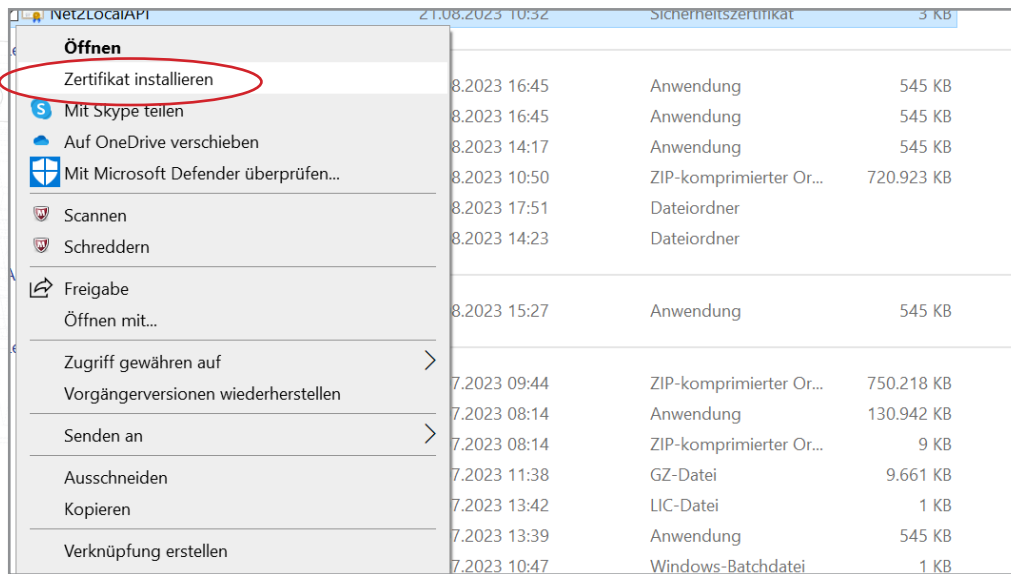 Net2LocalAPI 21.08.2023 10:32 Sicherheitszertifikat 3 KB
Öffnen
Zertifikat installieren 8.2023 16:45 Anwendung 545 KB
Mit Skype teilen 8.2023 16:45 Anwendung 545 KB
Auf OneDrive verschieben 8.2023 14:17 Anwendung 545 KB
Mit Microsoft Defender überprüfen... 8.2023 10:50 ZIP-komprimierter Or... 720.923 KB
Scannen 8.2023 17:51 Dateiordner
Schreddern 8.2023 14:23 Dateiordner
Freigabe
Öffnen mit... 8.2023 15:27 Anwendung 545 KB
Zugriff gewähren auf 7.2023 09:44 ZIP-komprimierter Or... 750.218 KB
Vorgängerversionen wiederherstellen 7.2023 08:14 Anwendung 130.942 KB
Senden an 7.2023 08:14 ZIP-komprimierter Or... 9 KB
Ausschneiden 7.2023 11:38 GZ-Datei 9.661 KB
Kopieren 7.2023 13:42 LIC-Datei 1 KB
7.2023 13:39 Anwendung 545 KB
Verknüpfung erstellen 7.2023 10:47 Windows-Batchdatei 1 KB